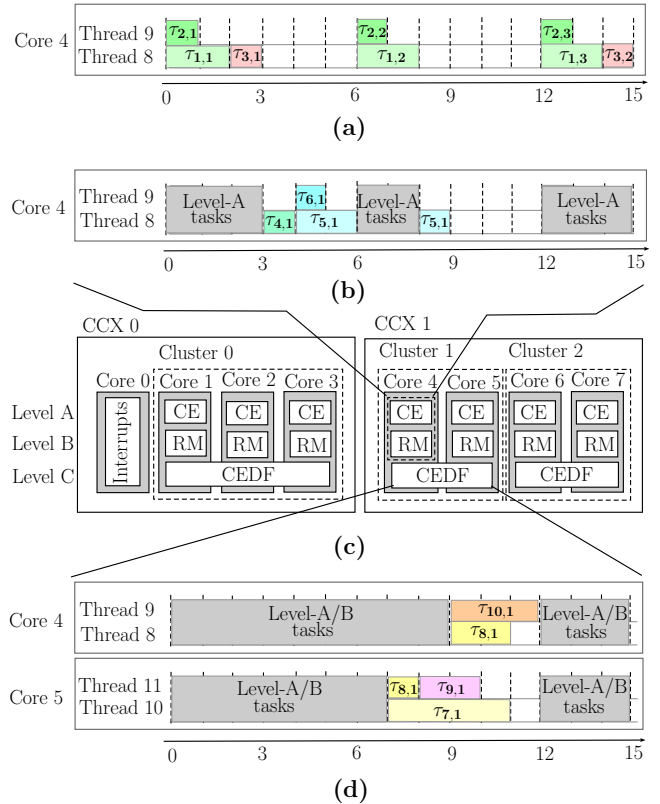 Core 4
Thread 9
τ2,1 τ2,2 τ2,3
Thread 8
τ1,1 τ3,1 τ1,2 τ1,3 τ3,2
0 3 6 9 12 15
(a)
Core 4
Thread 9
Thread 8
Level-A
tasks
τ4,1
τ6,1
τ5,1
Level-A
tasks
τ5,1
Level-A
tasks
0 3 6 9 12 15
(b)
CCX 0
CCX 1
Cluster 0
Cluster 1
Cluster 2
Core 0 Core 1 Core 2 Core 3 Core 4 Core 5 Core 6 Core 7
Level A
CE CE CE CE CE CE CE
Level B
RM RM RM RM RM RM RM
Level C
CEDF CEDF CEDF
Interrupts
(c)
Core 4
Thread 9
Thread 8
Level-A/B
tasks
τ10,1
τ8,1
Level-A/B
tasks
Core 5
Thread 11
Thread 10
Level-A/B
tasks
τ8,1 τ9,1
τ7,1
Level-A/B
tasks
0 3 6 9 12 15
(d)